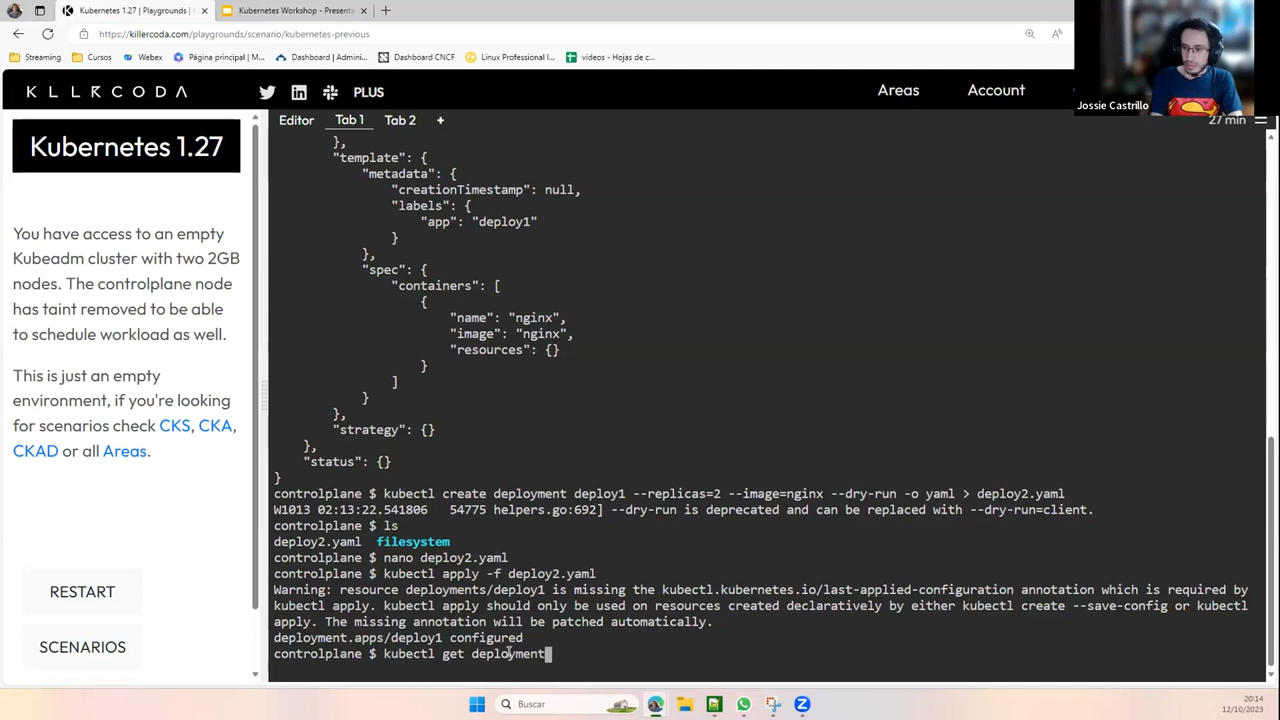 Kubernetes 1.27 | Playgrounds |
Kubernetes Workshop - Presenta
https://killercoda.com/playgrounds/scenario/kubernetes-previous
Streaming
Cursos
Webex
Página principal | M...
Dashboard | Admini...
Dashboard CNCF
Linux Professional I...
videos - Hojas de c...
KLLRCODA
PLUS
Areas
Account
Jossie Castrillo
Editor
Tab 1
Tab 2
+
27 min
Kubernetes 1.27
You have access to an empty
Kubeadm cluster with two 2GB
nodes. The controlplane node
has taint removed to be able
to schedule workload as well.
This is just an empty
environment, if you're looking
for scenarios check CKS, CKA,
CKAD or all Areas.
RESTART
SCENARIOS
},
"template": {
"metadata": {
"creationTimestamp": null,
"labels": {
"app": "deploy1"
}
},
"spec": {
"containers": [
{
"name": "nginx",
"image": "nginx",
"resources": {}
}
]
}
},
"strategy": {}
},
"status": {}
}
controlplane $ kubectl create deployment deploy1 --replicas=2 --image=nginx --dry-run -o yaml > deploy2.yaml
W1013 02:13:22.541806   54775 helpers.go:692] --dry-run is deprecated and can be replaced with --dry-run=client.
controlplane $ ls
deploy2.yaml  filesystem
controlplane $ nano deploy2.yaml
controlplane $ kubectl apply -f deploy2.yaml
Warning: resource deployments/deploy1 is missing the kubectl.kubernetes.io/last-applied-configuration annotation which is required by
kubectl apply. kubectl apply should only be used on resources created declaratively by either kubectl create --save-config or kubectl
apply. The missing annotation will be patched automatically.
deployment.apps/deploy1 configured
controlplane $ kubectl get deployment
Buscar
20:14
12/10/2023